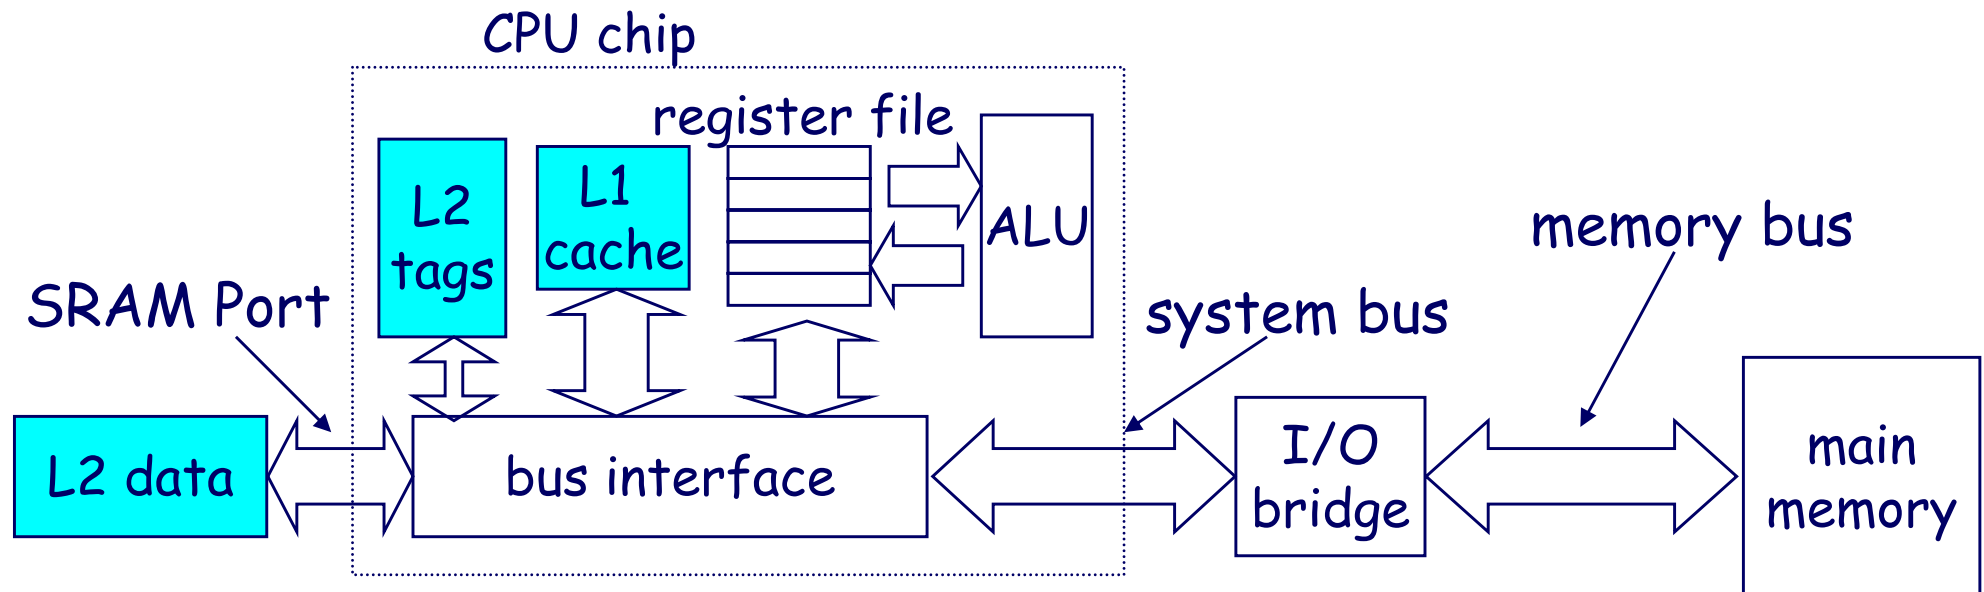 CPU chip
register file
L2
tags
L1
cache
ALU
memory bus
SRAM Port
system bus
L2 data
bus interface
I/O
bridge
main
memory